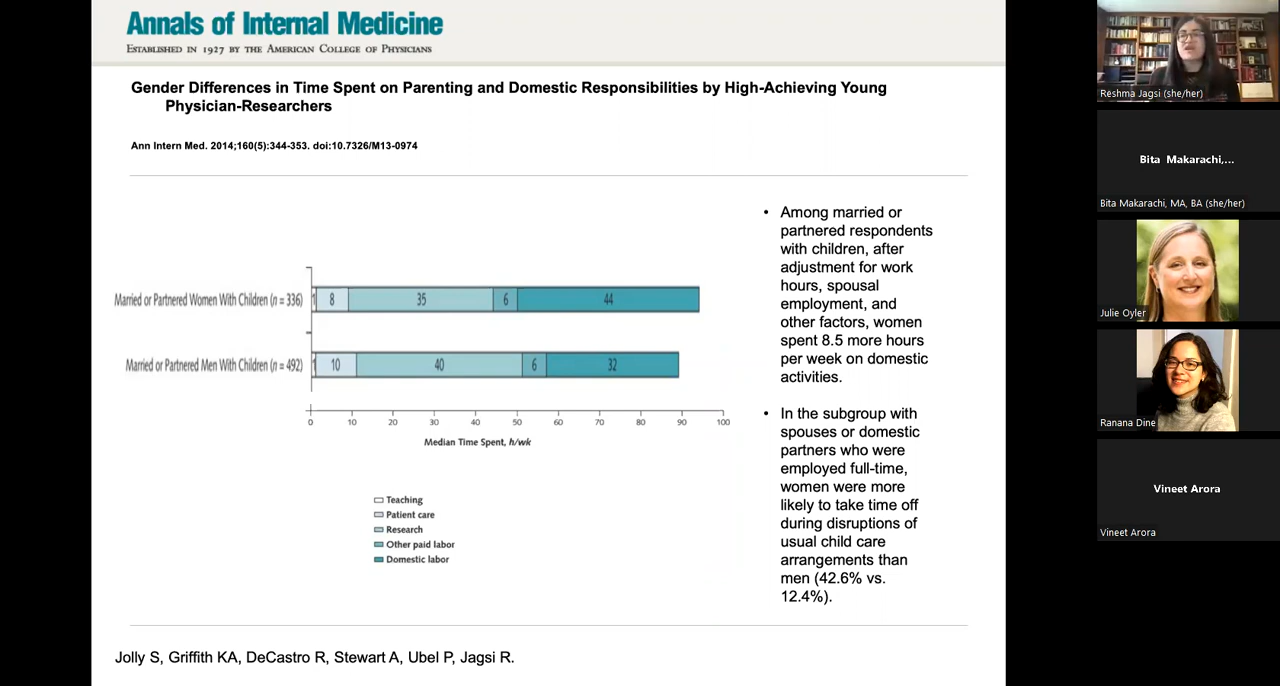 Annals of Internal Medicine
ESTABLISHED IN 1927 BY THE AMERICAN COLLEGE OF PHYSICIANS
Gender Differences in Time Spent on Parenting and Domestic Responsibilities by High-Achieving Young
Physician-Researchers
Ann Intern Med. 2014;160(5):344-353. doi:10.7326/M13-0974
Married or Partnered Women With Children (n = 336)
1 8 35 6 44
Married or Partnered Men With Children (n = 492)
1 10 40 6 32
0 10 20 30 40 50 60 70 80 90 100
Median Time Spent, h/wk
Teaching
Patient care
Research
Other paid labor
Domestic labor
• Among married or
partnered respondents
with children, after
adjustment for work
hours, spousal
employment, and
other factors, women
spent 8.5 more hours
per week on domestic
activities.
• In the subgroup with
spouses or domestic
partners who were
employed full-time,
women were more
likely to take time off
during disruptions of
usual child care
arrangements than
men (42.6% vs.
12.4%).
Jolly S, Griffith KA, DeCastro R, Stewart A, Ubel P, Jagsi R.
Reshma Jagsi (she/her)
Bita Makarachi,...
Bita Makarachi, MA, BA (she/her)
Julie Oyler
Ranana Dine
Vineet Arora
Vineet Arora